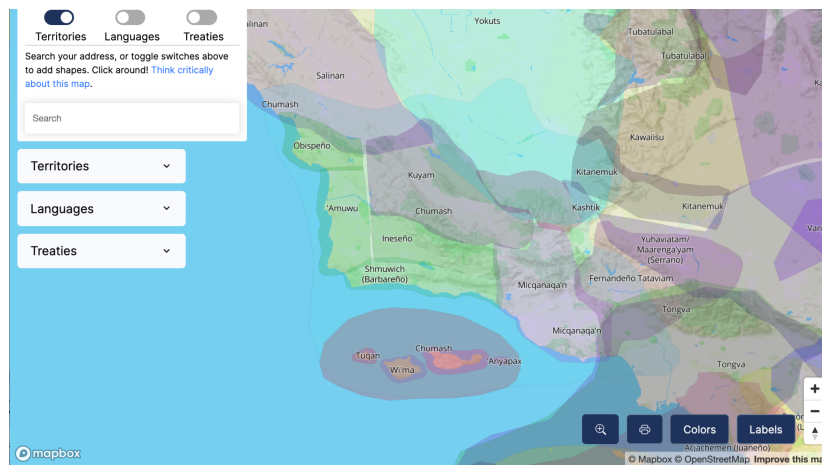 Territories Languages Treaties
Search your address, or toggle switches above
to add shapes. Click around! Think critically
about this map.
Search
Territories
Languages
Treaties
Yokuts
Tubatulabal
Tubatulabal
Salinan
Chumash
Kawaiisu
Obispeño
Kuyam
Kitanemuk
'Amuwu
Chumash
Kashtik
Kitanemuk
Ineseño
Yuhaviatam/
Maarenga'yam
(Serrano)
Shmuwich
(Barbareño)
Micqanaqa'n
Fernandeño Tataviam
Tongva
Micqanaqa'n
Chumash
Tuqan
Anyapax
Wi'ma
Tongva
+
−
Colors
Labels
Acjachemen (Juaneño)
mapbox
© Mapbox © OpenStreetMap Improve this ma